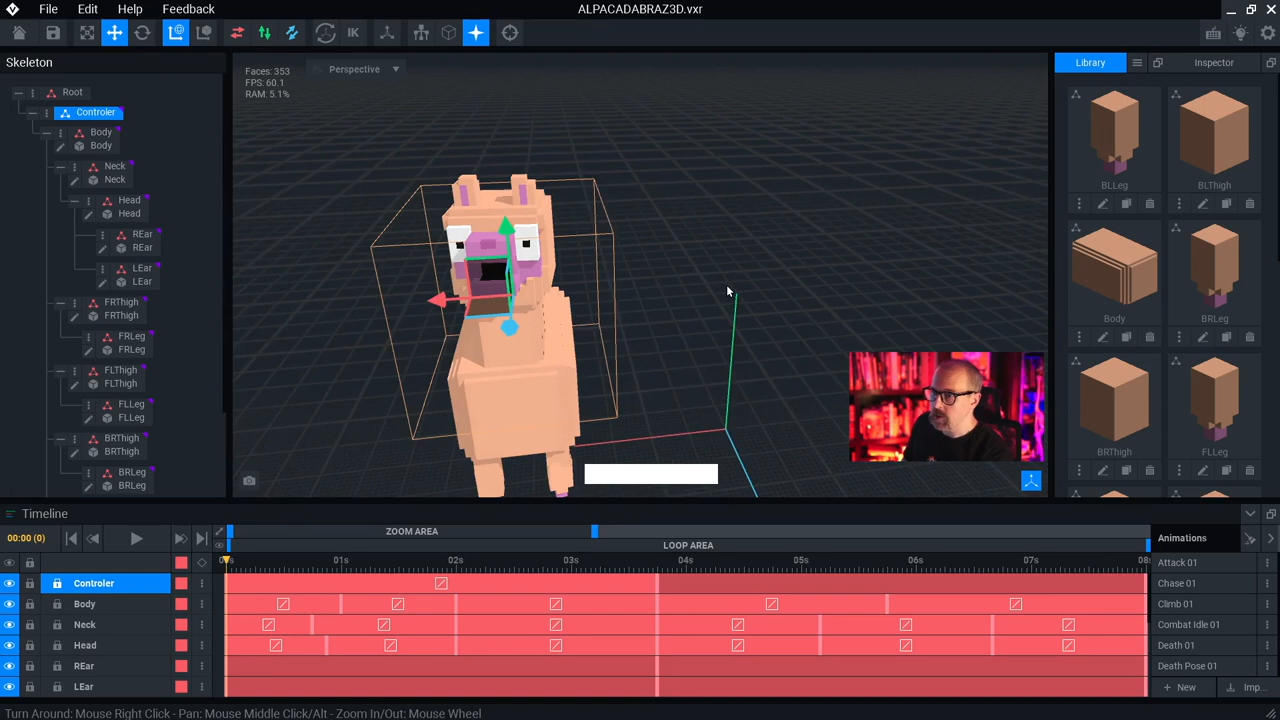 File Edit Help Feedback ALPACADABRAZ3D.vxr
IK
Skeleton
Root
Controler
Body
Body
Neck
Neck
Head
Head
REar
REar
LEar
LEar
FRThigh
FRThigh
FRLeg
FRLeg
FLThigh
FLThigh
FLLeg
FLLeg
BRThigh
BRThigh
BRLeg
BRLeg
Faces: 353
FPS: 60.1
RAM: 5.1%
Perspective
Library Inspector
BLLeg BLThigh
Body BRLeg
BRThigh FLLeg
Timeline
00:00 (0)
ZOOM AREA
LOOP AREA
01s 02s 03s 04s 05s 06s 07s
Controler
Body
Neck
Head
REar
LEar
Animations
Attack 01
Chase 01
Climb 01
Combat Idle 01
Death 01
Death Pose 01
New Imp...
Turn Around: Mouse Right Click - Pan: Mouse Middle Click/Alt - Zoom In/Out: Mouse Wheel